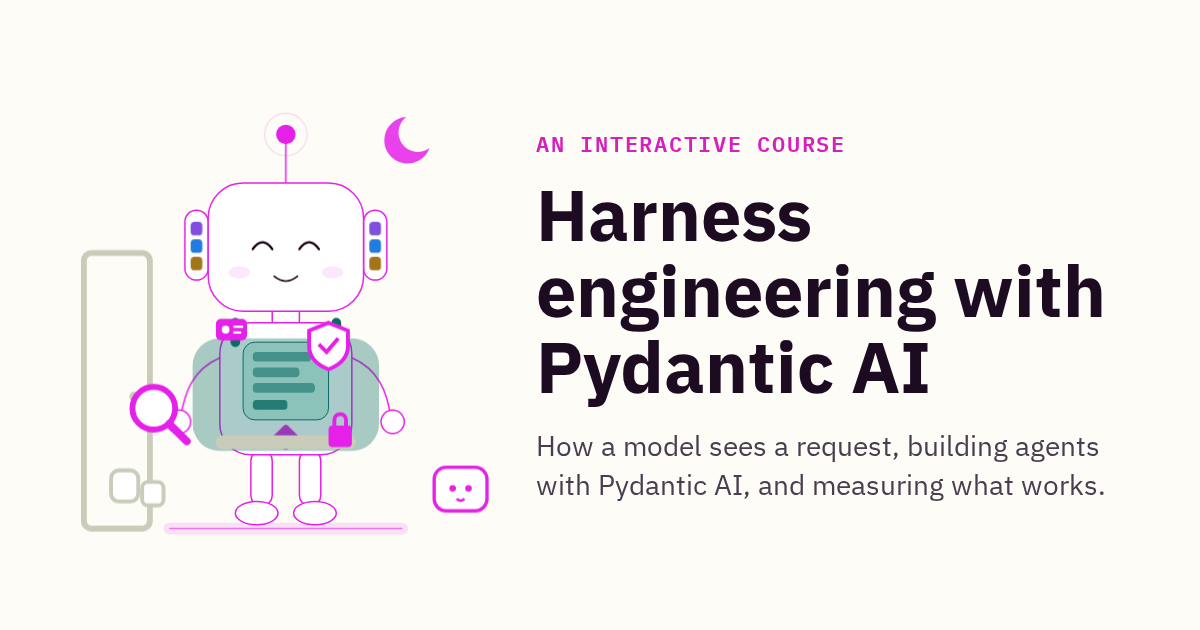 AN INTERACTIVE COURSE
Harness
engineering with
Pydantic AI
How a model sees a request, building agents
with Pydantic AI, and measuring what works.